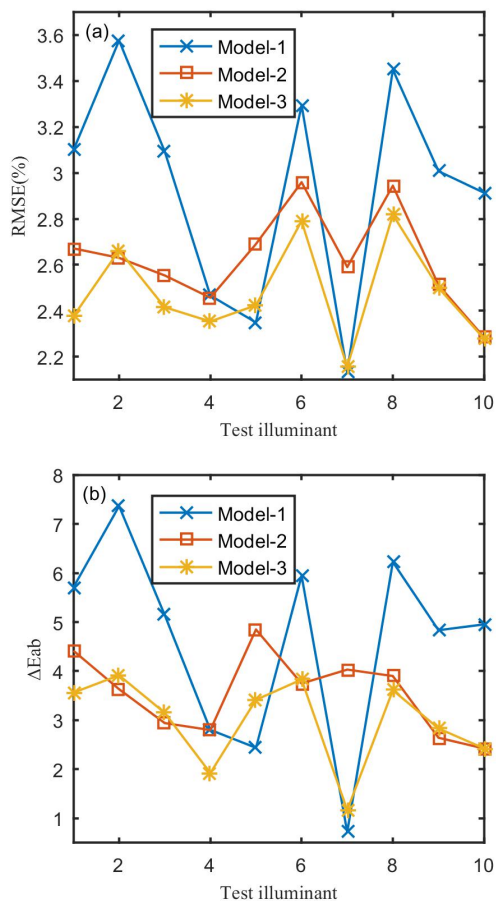 (a)
Model-1
Model-2
Model-3
3.6
3.4
3.2
3
2.8
2.6
2.4
2.2
RMSE(%)
2 4 6 8 10
Test illuminant
(b)
Model-1
Model-2
Model-3
8
7
6
5
4
3
2
1
ΔEab
2 4 6 8 10
Test illuminant